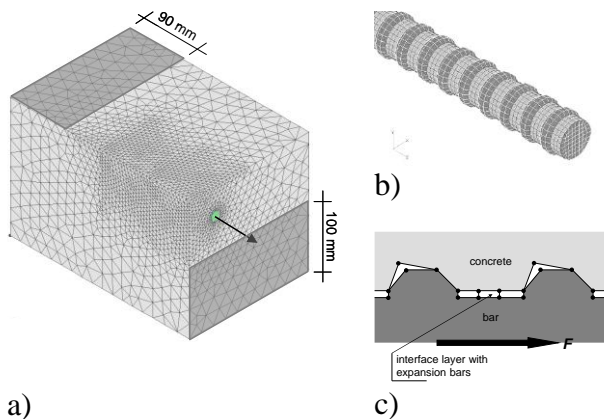 90 mm
100 mm
a)
b)
concrete
bar
F
interface layer with
expansion bars
c)